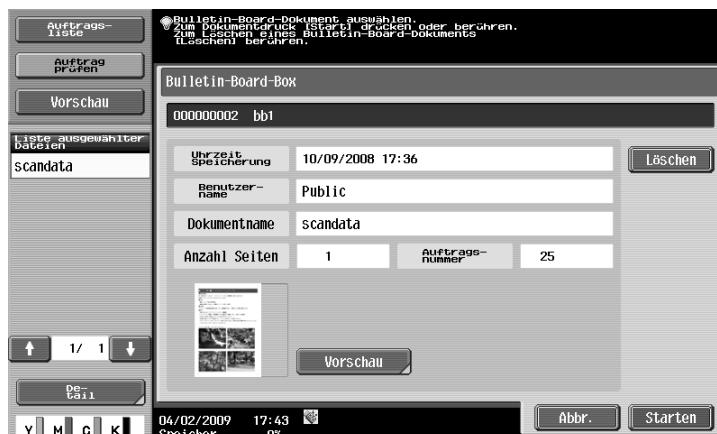 Auftrags-
liste
Auftrag
prüfen
Vorschau
Liste ausgewählter
Dateien
scandata
1/ 1
De-
tail
Y M C K
Bulletin-Board-Dokument auswählen.
Zum Dokumentdruck [Start] drücken oder berühren.
Zum Löschen eines Bulletin-Board-Dokuments
[Löschen] berühren.
Bulletin-Board-Box
000000002 bb1
Uhrzeit
Speicherung
10/09/2008 17:36
Löschen
Benutzer-
name
Public
Dokumentname
scandata
Anzahl Seiten
1
Auftrags-
nummer
25
Vorschau
04/02/2009 17:43
Speicher 0%
Abbr.
Starten